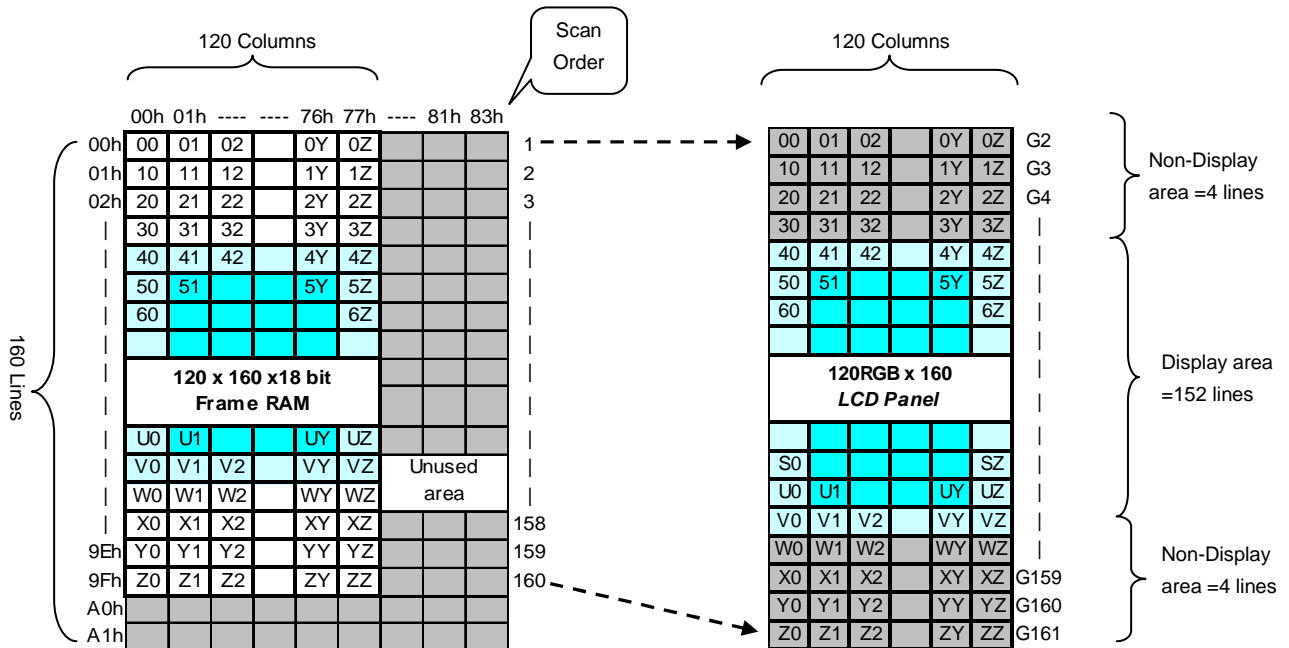 Scan
Order
120 Columns
120 Columns
00h 01h ---- ---- 76h 77h ---- 81h 83h
00h 00 01 02 0Y 0Z 1
01h 10 11 12 1Y 1Z 2
02h 20 21 22 2Y 2Z 3
30 31 32 3Y 3Z
40 41 42 4Y 4Z
50 51 5Y 5Z
60 6Z
120 x 160 x18 bit
Frame RAM
U0 U1 UY UZ
V0 V1 V2 VY VZ
W0 W1 W2 WY WZ
X0 X1 X2 XY XZ 158
9Eh Y0 Y1 Y2 YY YZ 159
9Fh Z0 Z1 Z2 ZY ZZ 160
A0h
A1h
Unused
area
160 Lines
00 01 02 0Y 0Z G2
10 11 12 1Y 1Z G3
20 21 22 2Y 2Z G4
30 31 32 3Y 3Z
40 41 42 4Y 4Z
50 51 5Y 5Z
60 6Z
120RGB x 160
LCD Panel
S0 SZ
U0 U1 UY UZ
V0 V1 V2 VY VZ
W0 W1 W2 WY WZ
X0 X1 X2 XY XZ G159
Y0 Y1 Y2 YY YZ G160
Z0 Z1 Z2 ZY ZZ G161
Non-Display
area =4 lines
Display area
=152 lines
Non-Display
area =4 lines